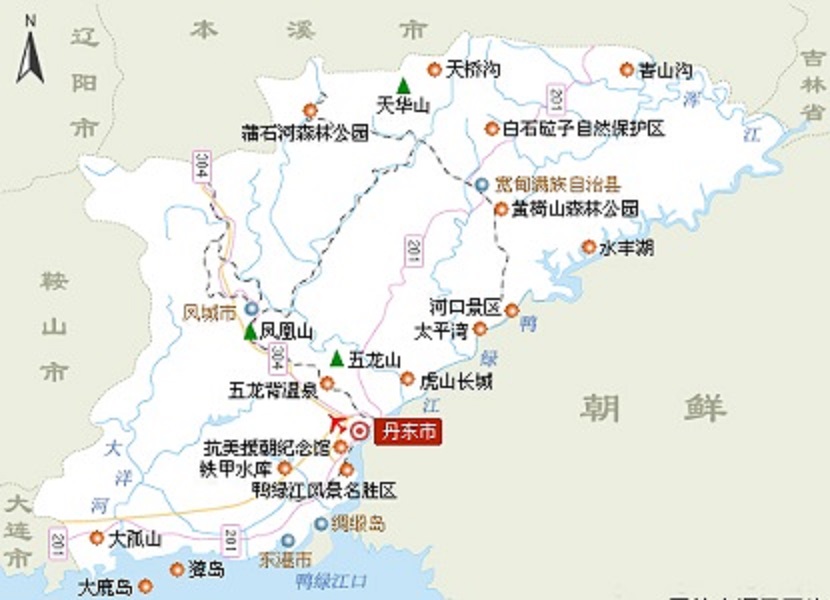 N
辽阳市
本溪市
吉林省
天桥沟
青山沟
天华山
201
浑江
蒲石河森林公园
白石砬子自然保护区
304
宽甸满族自治县
黄椅山森林公园
201
水丰湖
鞍山市
凤城市
河口景区
鸭绿江
凤凰山
太平湾
304
五龙山
五龙背温泉
虎山长城
朝鲜
丹东市
抗美援朝纪念馆
大洋河
铁甲水库
鸭绿江风景名胜区
大连市
绸缎岛
201
大孤山
201
东港市
獐岛
大鹿岛
鸭绿江口